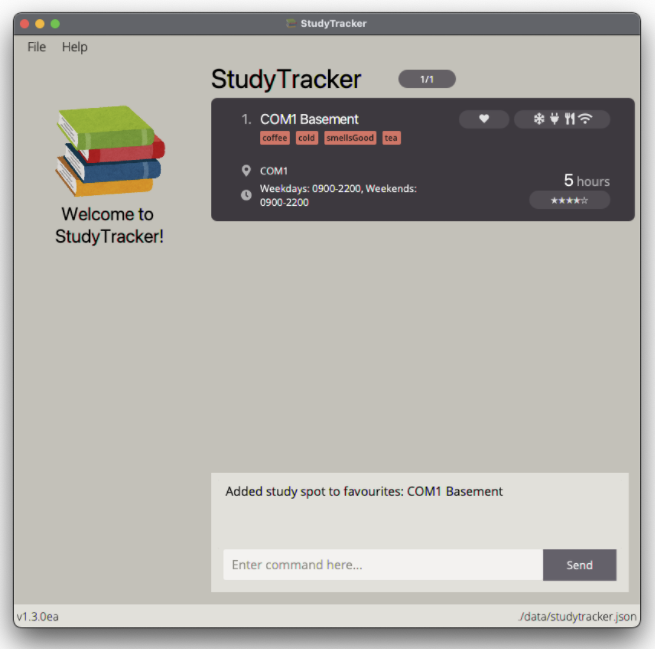 StudyTracker
File Help
StudyTracker 1/1
Welcome to
StudyTracker!
1. COM1 Basement
coffee cold smellsGood tea
COM1
Weekdays: 0900-2200, Weekends:
0900-2200
5 hours
★★★★☆
Added study spot to favourites: COM1 Basement
Enter command here...
Send
v1.3.0ea
./data/studytracker.json